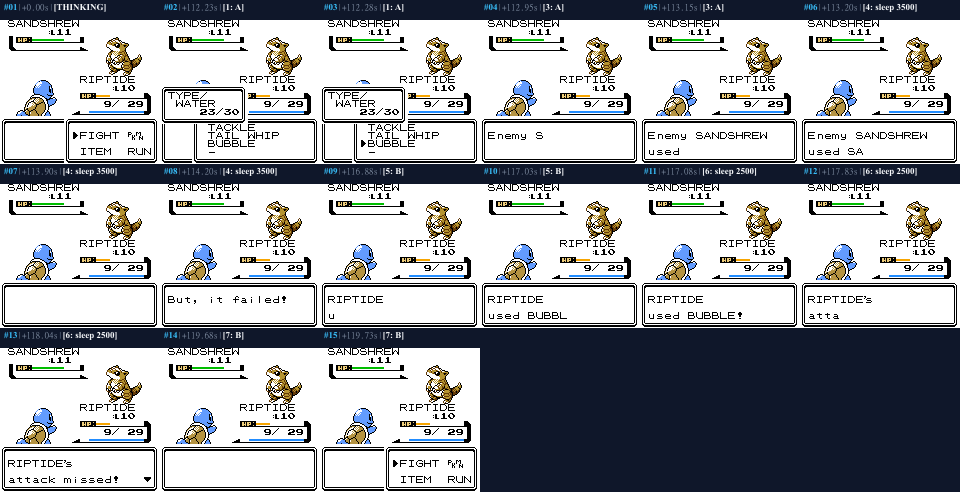 #01 | +0.00s | [THINKING]
SANDSHREW
:L11
HP:
RIPTIDE
:L10
HP:
9/ 29
▶FIGHT PKMN
ITEM RUN
#02 | +112.23s | [1: A]
SANDSHREW
:L11
HP:
RIPTIDE
:L10
TYPE/
WATER
23/30
9/ 29
TACKLE
TAIL WHIP
BUBBLE
-
#03 | +112.28s | [1: A]
SANDSHREW
:L11
HP:
RIPTIDE
:L10
TYPE/
WATER
23/30
9/ 29
TACKLE
TAIL WHIP
▶BUBBLE
-
#04 | +112.95s | [3: A]
SANDSHREW
:L11
HP:
RIPTIDE
:L10
HP:
9/ 29
Enemy S
#05 | +113.15s | [3: A]
SANDSHREW
:L11
HP:
RIPTIDE
:L10
HP:
9/ 29
Enemy SANDSHREW
used
#06 | +113.20s | [4: sleep 3500]
SANDSHREW
:L11
HP:
RIPTIDE
:L10
HP:
9/ 29
Enemy SANDSHREW
used SA
#07 | +113.90s | [4: sleep 3500]
SANDSHREW
:L11
HP:
RIPTIDE
:L10
HP:
9/ 29
#08 | +114.20s | [4: sleep 3500]
SANDSHREW
:L11
HP:
RIPTIDE
:L10
HP:
9/ 29
But, it failed!
#09 | +116.88s | [5: B]
SANDSHREW
:L11
HP:
RIPTIDE
:L10
HP:
9/ 29
RIPTIDE
u
#10 | +117.03s | [5: B]
SANDSHREW
:L11
HP:
RIPTIDE
:L10
HP:
9/ 29
RIPTIDE
used BUBBL
#11 | +117.08s | [6: sleep 2500]
SANDSHREW
:L11
HP:
RIPTIDE
:L10
HP:
9/ 29
RIPTIDE
used BUBBLE!
#12 | +117.83s | [6: sleep 2500]
SANDSHREW
:L11
HP:
RIPTIDE
:L10
HP:
9/ 29
RIPTIDE's
atta
#13 | +118.04s | [6: sleep 2500]
SANDSHREW
:L11
HP:
RIPTIDE
:L10
HP:
9/ 29
RIPTIDE's
attack missed! ▼
#14 | +119.68s | [7: B]
SANDSHREW
:L11
HP:
RIPTIDE
:L10
HP:
9/ 29
#15 | +119.73s | [7: B]
SANDSHREW
:L11
HP:
RIPTIDE
:L10
HP:
9/ 29
▶FIGHT PKMN
ITEM RUN